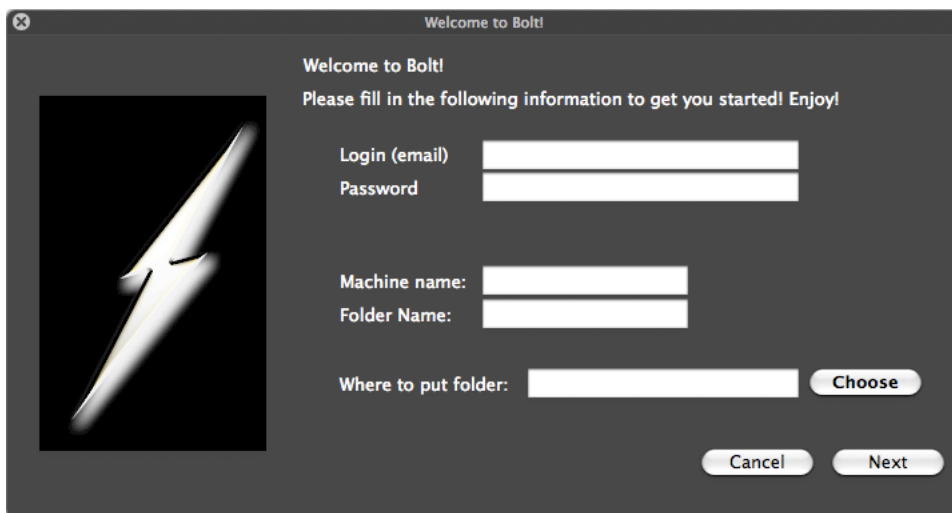 Welcome to Bolt!
Welcome to Bolt!
Please fill in the following information to get you started! Enjoy!
Login (email)
Password
Machine name:
Folder Name:
Where to put folder:
Choose
Cancel
Next